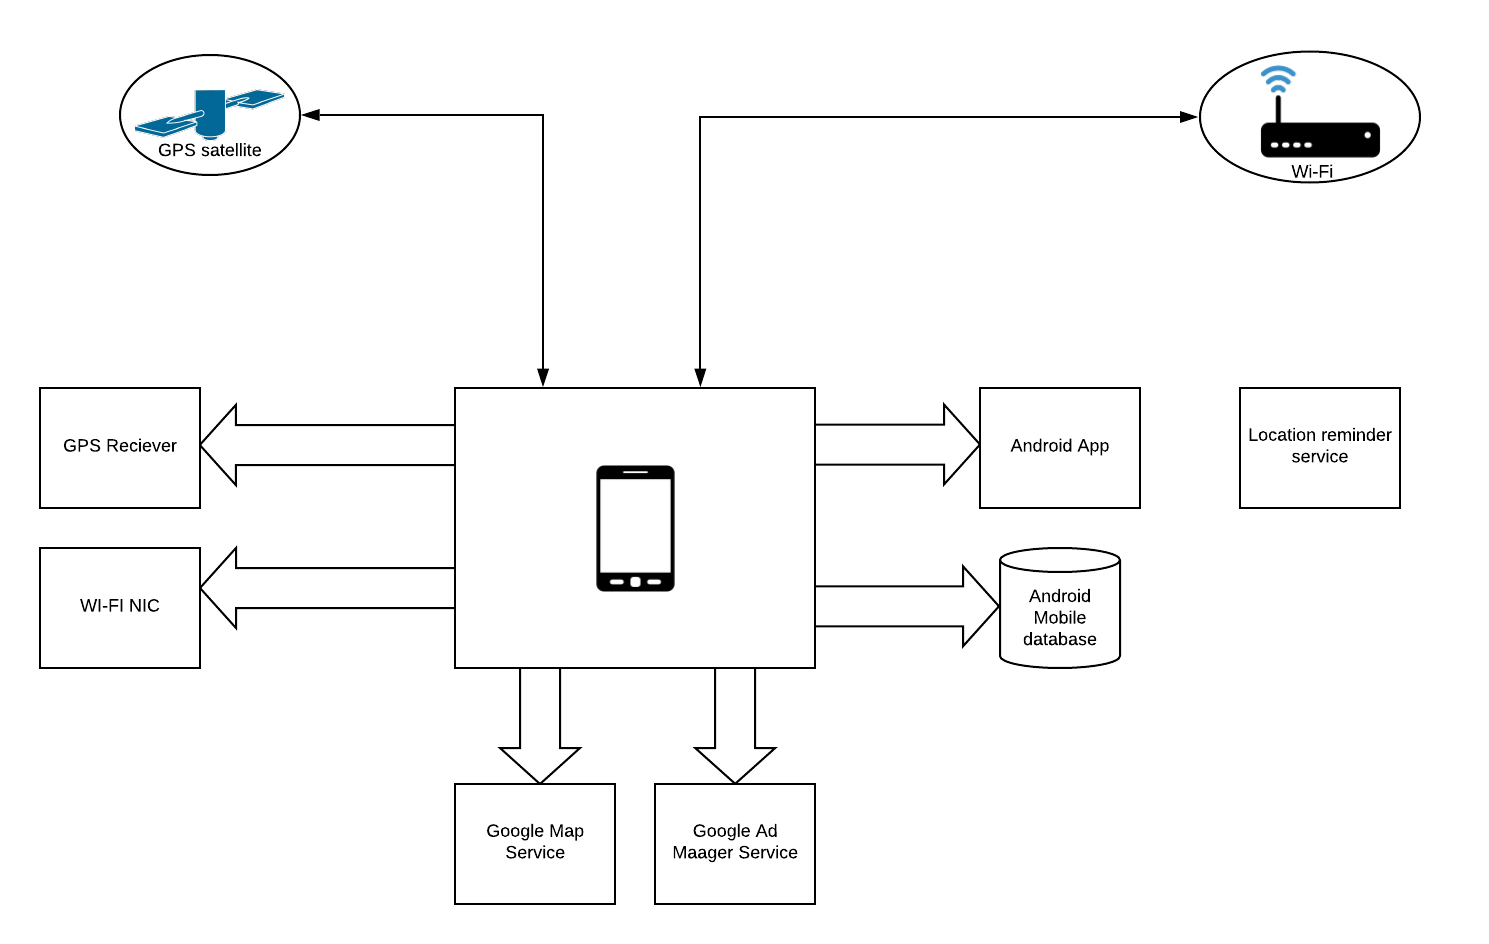 GPS satellite
Wi-Fi
GPS Reciever
Android App
Location reminder
service
WI-FI NIC
Android
Mobile
database
Google Map
Service
Google Ad
Maager Service